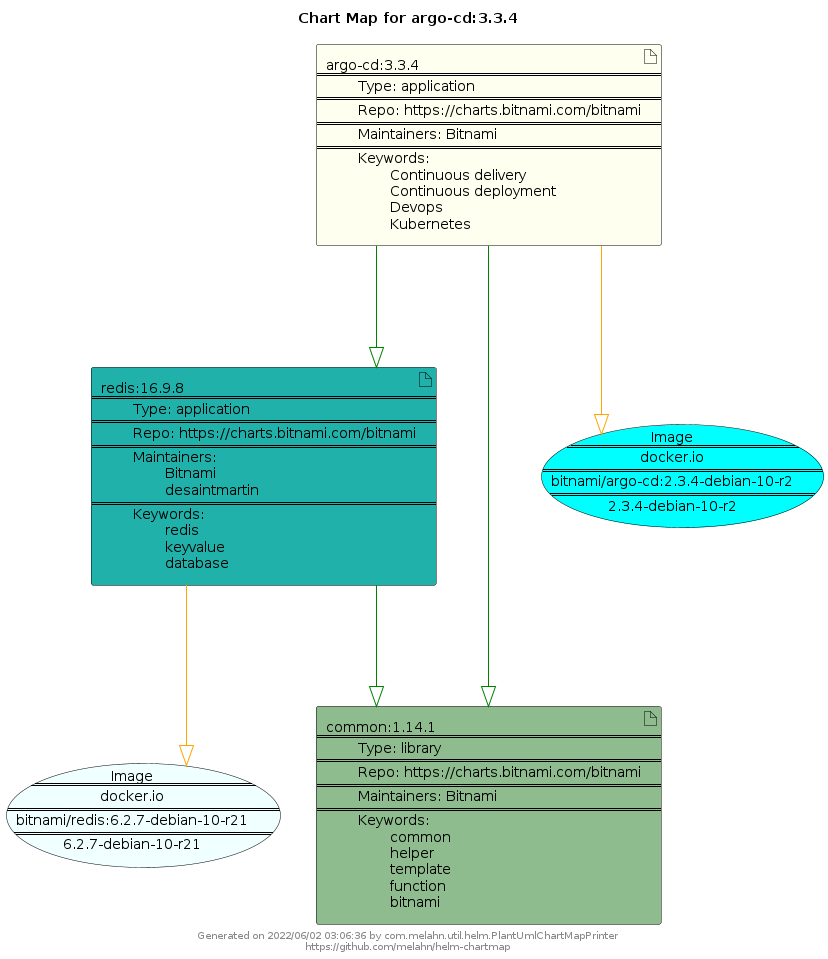 Chart Map for argo-cd:3.3.4
argo-cd:3.3.4
Type: application
Repo: https://charts.bitnami.com/bitnami
Maintainers: Bitnami
Keywords:
Continuous delivery
Continuous deployment
Devops
Kubernetes
redis:16.9.8
Type: application
Repo: https://charts.bitnami.com/bitnami
Maintainers:
Bitnami
desaintmartin
Keywords:
redis
keyvalue
database
Image
docker.io
bitnami/argo-cd:2.3.4-debian-10-r2
2.3.4-debian-10-r2
Image
docker.io
bitnami/redis:6.2.7-debian-10-r21
6.2.7-debian-10-r21
common:1.14.1
Type: library
Repo: https://charts.bitnami.com/bitnami
Maintainers: Bitnami
Keywords:
common
helper
template
function
bitnami
Generated on 2022/06/02 03:06:36 by com.melahn.util.helm.PlantUmlChartMapPrinter
https://github.com/melahn/helm-chartmap